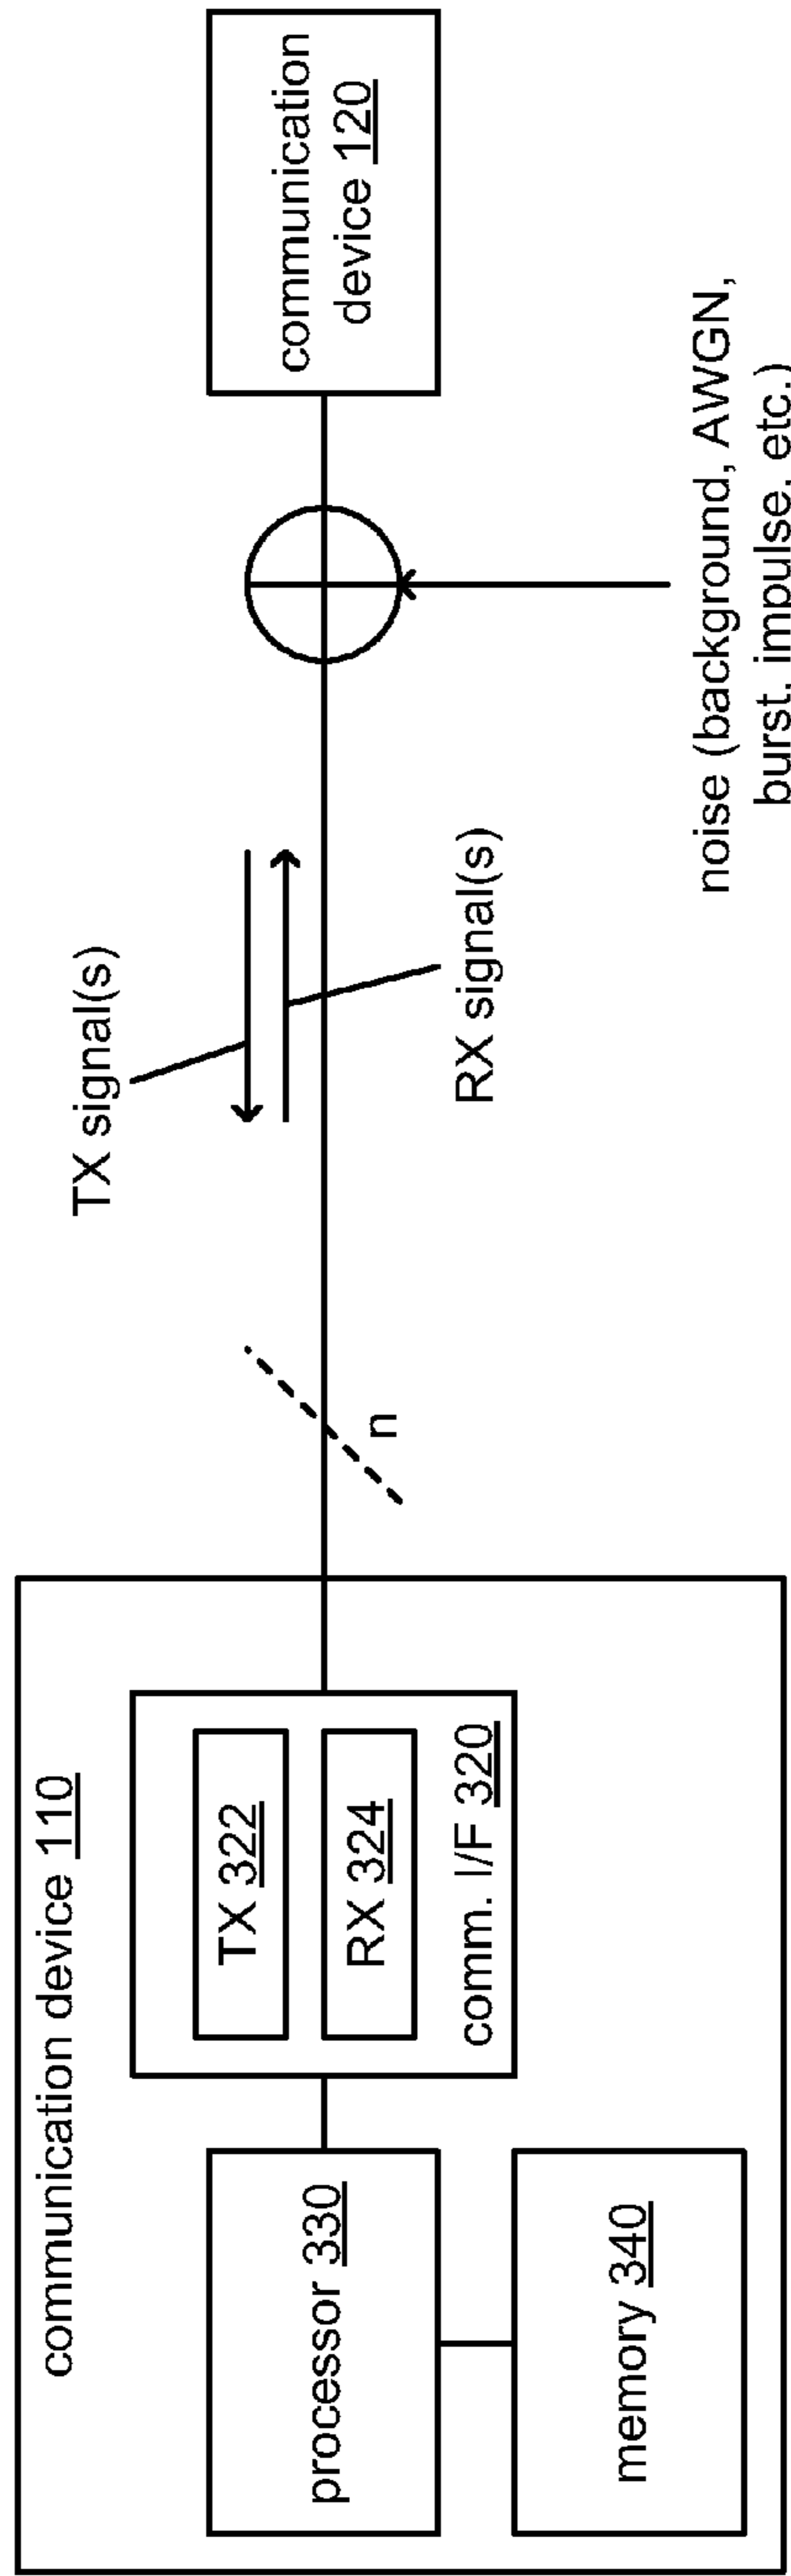 communication device 110
processor 330
memory 340
TX 322
RX 324
comm. I/F 320
n
TX signal(s)
RX signal(s)
communication
device 120
noise (background, AWGN,
burst, impulse, etc.)